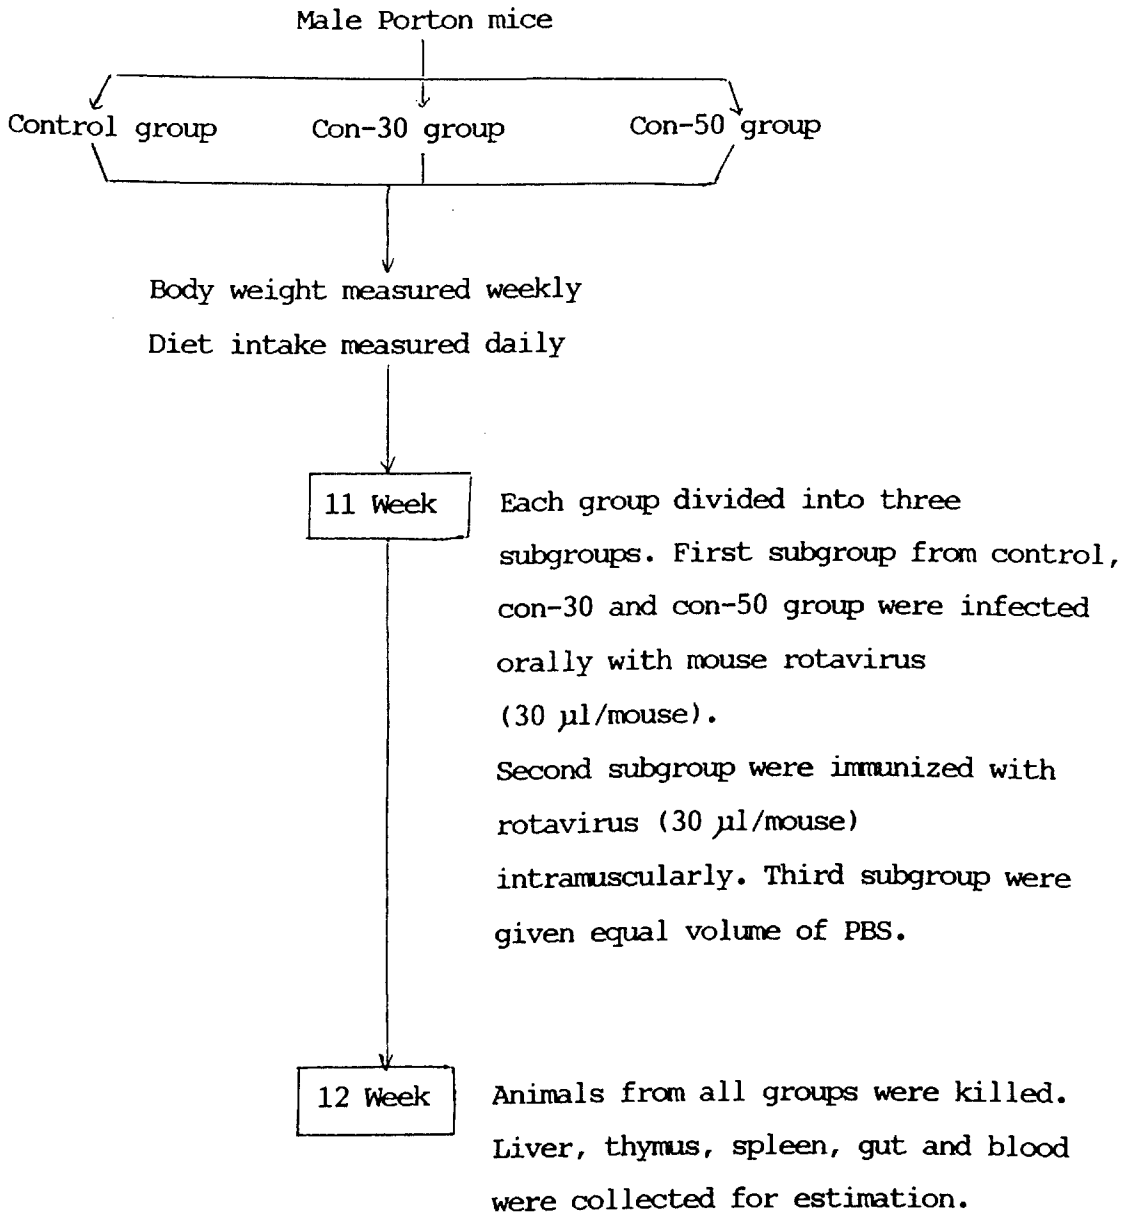 Male Porton mice
Control group Con-30 group Con-50 group
Body weight measured weekly
Diet intake measured daily
11 Week
Each group divided into three
subgroups. First subgroup from control,
con-30 and con-50 group were infected
orally with mouse rotavirus
(30 µl/mouse).
Second subgroup were immunized with
rotavirus (30 µl/mouse)
intramuscularly. Third subgroup were
given equal volume of PBS.
12 Week
Animals from all groups were killed.
Liver, thymus, spleen, gut and blood
were collected for estimation.